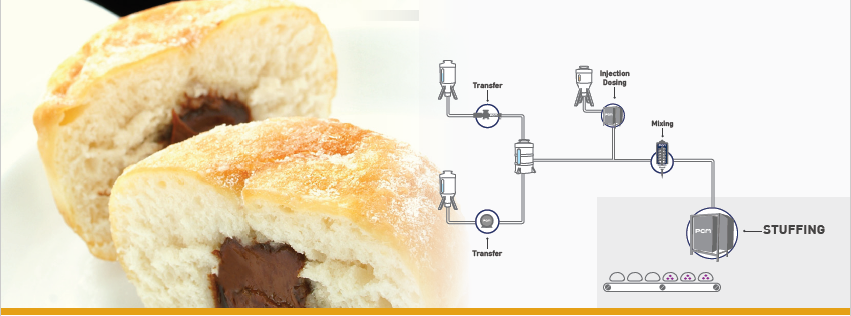 Transfer
Injection
Dosing
Mixing
PCM
STUFFING
Transfer